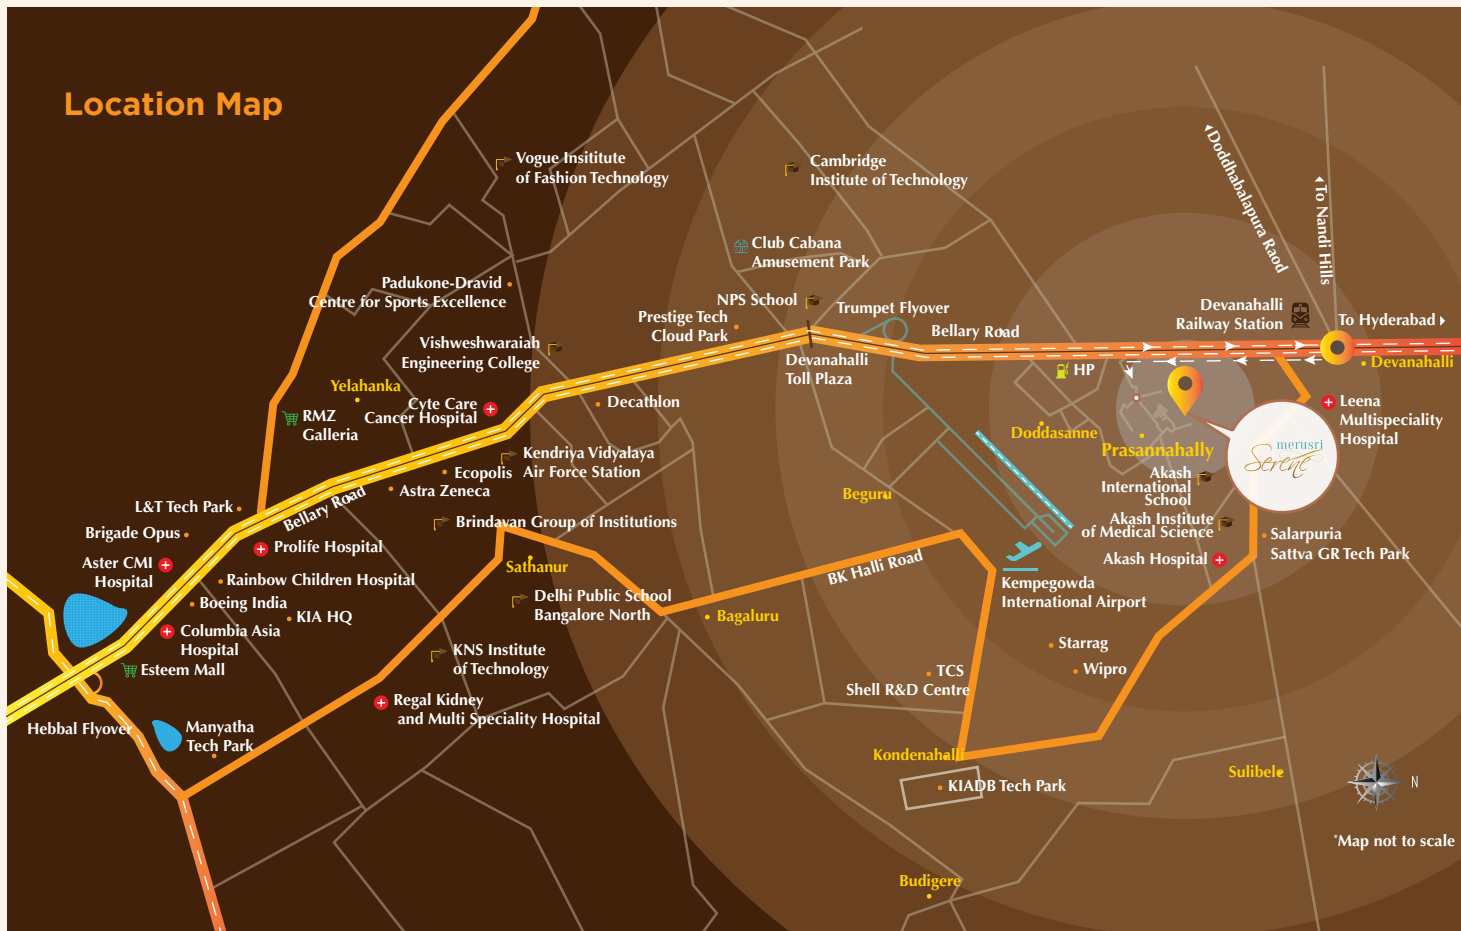 Location Map
Vogue Insititute
of Fashion Technology
Cambridge
Institute of Technology
Doddhabalapura Raod
To Nandi Hills
Club Cabana
Amusement Park
Padukone-Dravid
Centre for Sports Excellence
NPS School
Trumpet Flyover
Prestige Tech
Cloud Park
Bellary Road
Devanahalli
Railway Station
To Hyderabad
Vishweshwaraiah
Engineering College
Devanahalli
Toll Plaza
HP
Devanahalli
Yelahanka
Cyte Care
Cancer Hospital
RMZ
Galleria
Decathlon
Leena
Multispeciality
Hospital
Doddasanne
Prasannahally
merusri
Serene
Kendriya Vidyalaya
Air Force Station
Ecopolis
Astra Zeneca
Akash
International
School
Beguru
L&T Tech Park
Bellary Road
Brigade Opus
Brindavan Group of Institutions
Akash Institute
of Medical Science
Salarpuria
Sattva GR Tech Park
Prolife Hospital
Aster CMI
Hospital
Sathanur
BK Halli Road
Akash Hospital
Rainbow Children Hospital
Kempegowda
International Airport
Boeing India
KIA HQ
Delhi Public School
Bangalore North
Bagaluru
Columbia Asia
Hospital
Esteem Mall
KNS Institute
of Technology
Starrag
Wipro
TCS
Shell R&D Centre
Regal Kidney
and Multi Speciality Hospital
Hebbal Flyover
Manyatha
Tech Park
Kondenahalli
KIADB Tech Park
Sulibele
N
*Map not to scale
Budigere